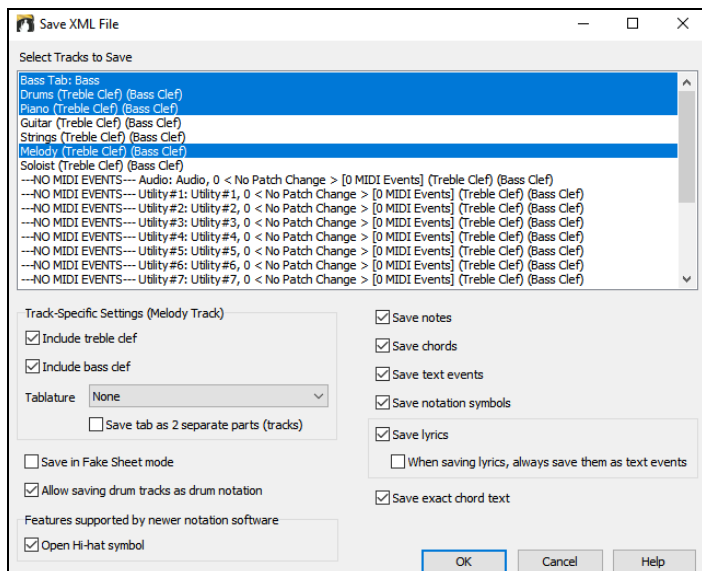 Save XML File
Select Tracks to Save
Bass Tab: Bass
Drums (Treble Clef) (Bass Clef)
Piano (Treble Clef) (Bass Clef)
Guitar (Treble Clef) (Bass Clef)
Strings (Treble Clef) (Bass Clef)
Melody (Treble Clef) (Bass Clef)
Soloist (Treble Clef) (Bass Clef)
---NO MIDI EVENTS--- Audio: Audio, 0 < No Patch Change > [0 MIDI Events] (Treble Clef) (Bass Clef)
---NO MIDI EVENTS--- Utility#1: Utility#1, 0 < No Patch Change > [0 MIDI Events] (Treble Clef) (Bass Clef)
---NO MIDI EVENTS--- Utility#2: Utility#2, 0 < No Patch Change > [0 MIDI Events] (Treble Clef) (Bass Clef)
---NO MIDI EVENTS--- Utility#3: Utility#3, 0 < No Patch Change > [0 MIDI Events] (Treble Clef) (Bass Clef)
---NO MIDI EVENTS--- Utility#4: Utility#4, 0 < No Patch Change > [0 MIDI Events] (Treble Clef) (Bass Clef)
---NO MIDI EVENTS--- Utility#5: Utility#5, 0 < No Patch Change > [0 MIDI Events] (Treble Clef) (Bass Clef)
---NO MIDI EVENTS--- Utility#6: Utility#6, 0 < No Patch Change > [0 MIDI Events] (Treble Clef) (Bass Clef)
---NO MIDI EVENTS--- Utility#7: Utility#7, 0 < No Patch Change > [0 MIDI Events] (Treble Clef) (Bass Clef)
Track-Specific Settings (Melody Track)
Include treble clef
Include bass clef
Tablature None
Save tab as 2 separate parts (tracks)
Save in Fake Sheet mode
Allow saving drum tracks as drum notation
Features supported by newer notation software
Open Hi-hat symbol
Save notes
Save chords
Save text events
Save notation symbols
Save lyrics
When saving lyrics, always save them as text events
Save exact chord text
OK Cancel Help